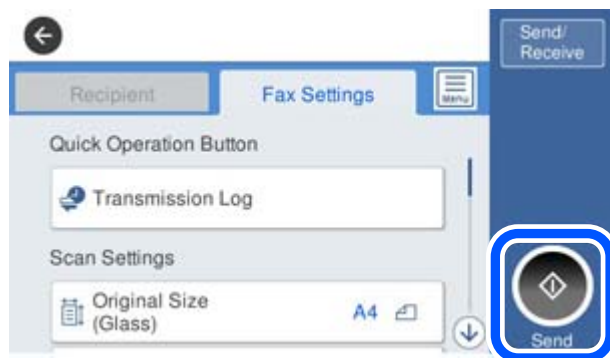 Send/
Receive
Recipient
Fax Settings
Menu
Quick Operation Button
Transmission Log
Scan Settings
Original Size
(Glass)
A4
Send